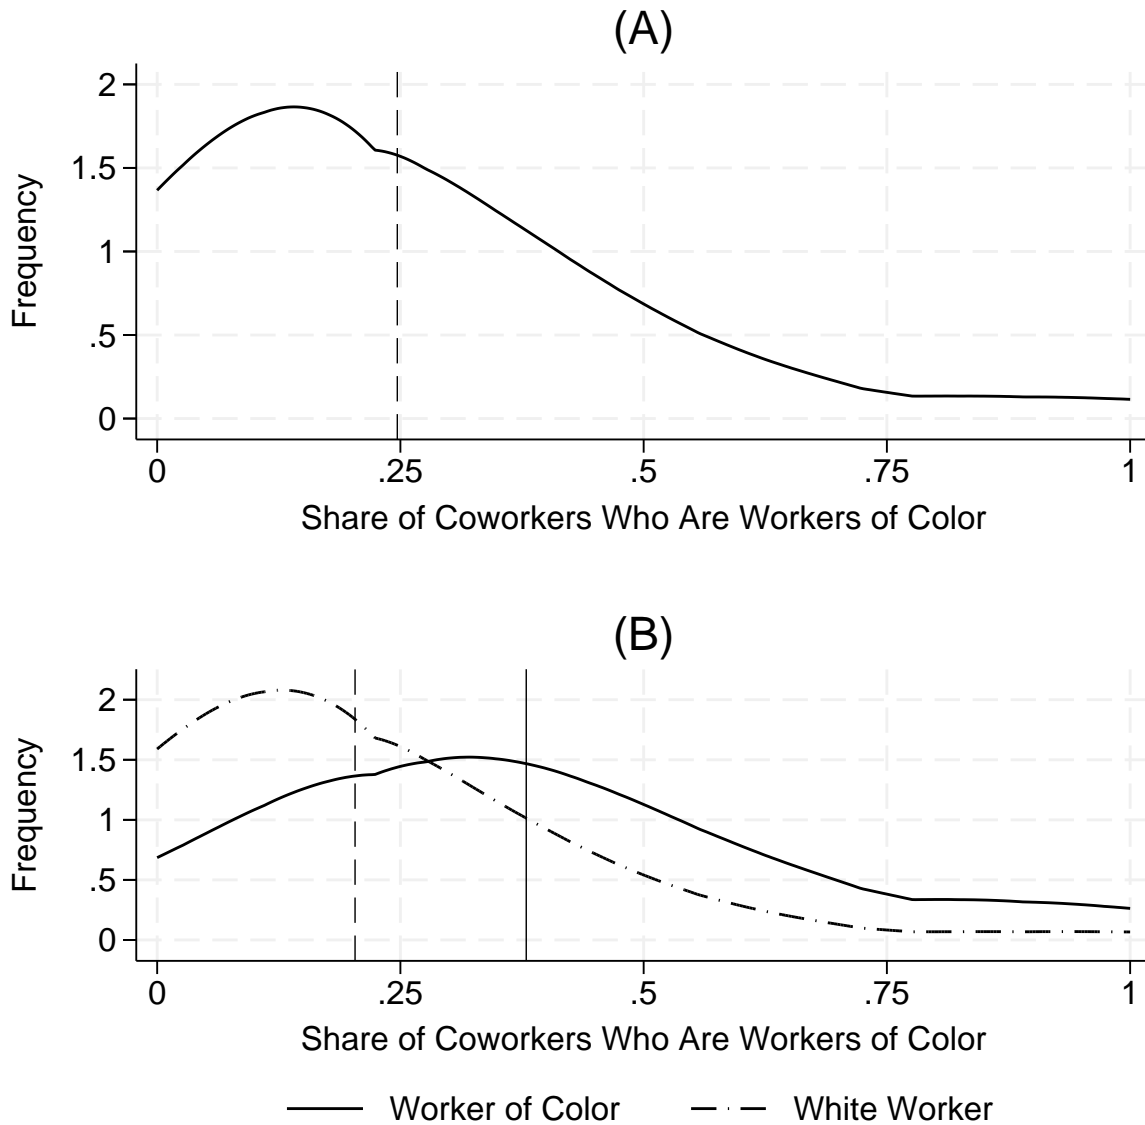 (A)
Frequency
2
1.5
1
.5
0
0 .25 .5 .75 1
Share of Coworkers Who Are Workers of Color
(B)
Frequency
2
1.5
1
.5
0
0 .25 .5 .75 1
Share of Coworkers Who Are Workers of Color
Worker of Color White Worker